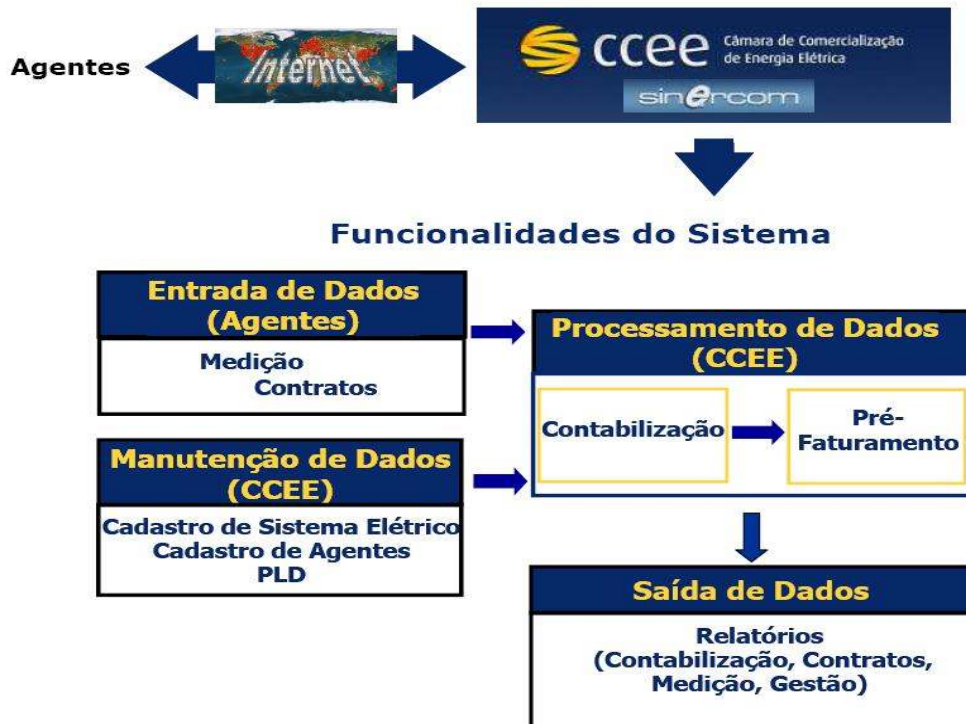 Agentes
Internet
ccee
Câmara de Comercialização
de Energia Elétrica
sinercom
Funcionalidades do Sistema
Entrada de Dados
(Agentes)
Medição
Contratos
Manutenção de Dados
(CCEE)
Cadastro de Sistema Elétrico
Cadastro de Agentes
PLD
Processamento de Dados
(CCEE)
Contabilização
Pré-
Faturamento
Saída de Dados
Relatórios
(Contabilização, Contratos,
Medição, Gestão)